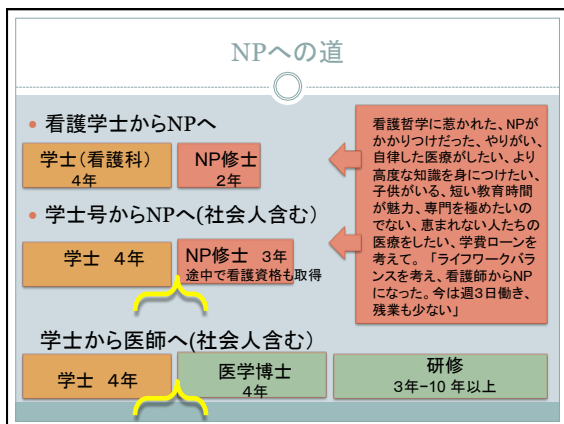 NPへの道
• 看護学士からNPへ
学士(看護科)
4年
NP修士
2年
• 学士号からNPへ(社会人含む)
学士 4年
NP修士 3年
途中で看護資格も取得
看護哲学に惹かれた、NPが
かかりつけだった、やりがい、
自律した医療がしたい、より
高度な知識を身につけたい、
子供がいる、短い教育時間
が魅力、専門を極めたいの
でない、恵まれない人たちの
医療をしたい、学費ローンを
考えて。「ライフワークバラ
ンスを考え、看護師からNP
になった。今は週3日働き、
残業も少ない」
学士から医師へ(社会人含む)
学士 4年
医学博士
4年
研修
3年-10 年以上